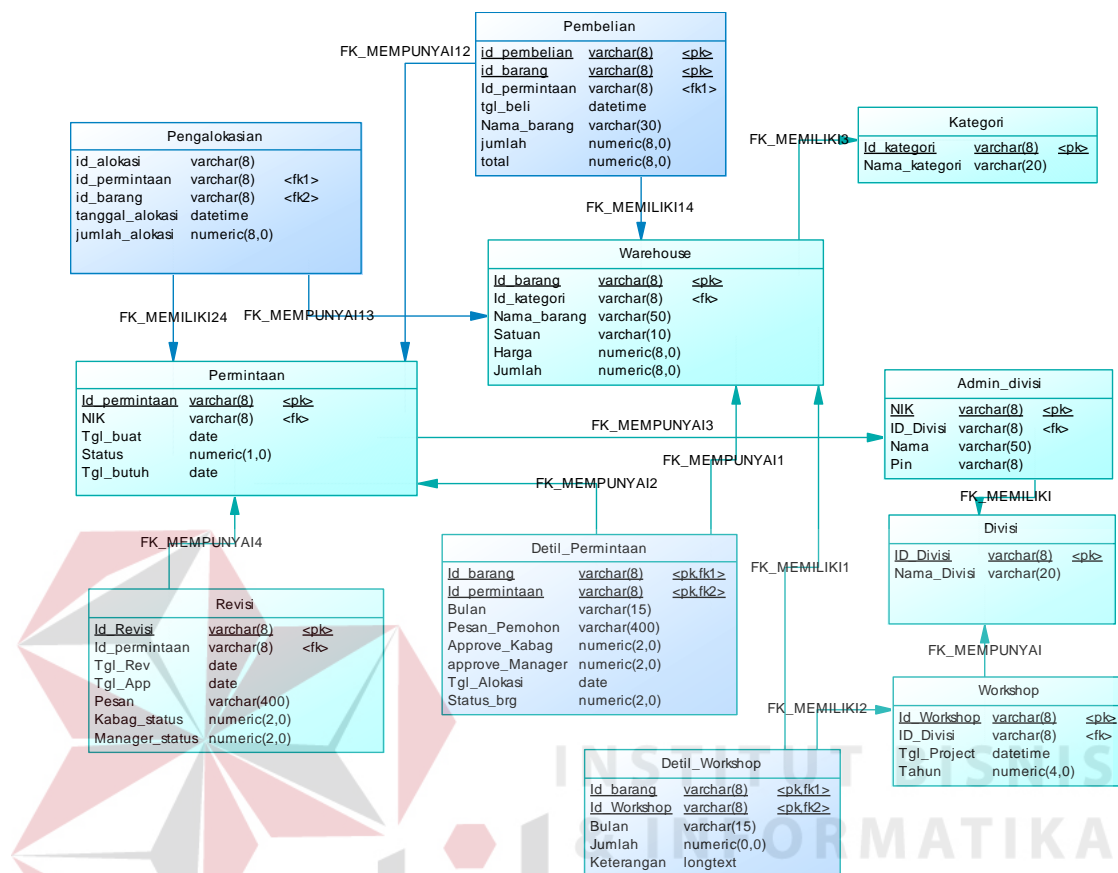 Pembelian
id_pembelian varchar(8) <pk>
id_barang varchar(8) <pk>
Id_permintaan varchar(8) <fk1>
tgl_beli datetime
Nama_barang varchar(30)
jumlah numeric(8,0)
total numeric(8,0)
FK_MEMPUNYAI12
Kategori
Id_kategori varchar(8) <pk>
Nama_kategori varchar(20)
FK_MEMILIKI3
Pengalokasian
id_alokasi varchar(8)
id_permintaan varchar(8) <fk1>
id_barang varchar(8) <fk2>
tanggal_alokasi datetime
jumlah_alokasi numeric(8,0)
FK_MEMILIKI14
Warehouse
Id_barang varchar(8) <pk>
Id_kategori varchar(8) <fk>
Nama_barang varchar(50)
Satuan varchar(10)
Harga numeric(8,0)
Jumlah numeric(8,0)
FK_MEMILIKI24
FK_MEMPUNYAI13
Permintaan
Id_permintaan varchar(8) <pk>
NIK varchar(8) <fk>
Tgl_buat date
Status numeric(1,0)
Tgl_butuh date
FK_MEMPUNYAI3
Admin_divisi
NIK varchar(8) <pk>
ID_Divisi varchar(8) <fk>
Nama varchar(50)
Pin varchar(8)
FK_MEMPUNYAI1
FK_MEMPUNYAI2
FK_MEMILIKI
Divisi
ID_Divisi varchar(8) <pk>
Nama_Divisi varchar(20)
FK_MEMPUNYAI4
Detil_Permintaan
Id_barang varchar(8) <pk,fk1>
Id_permintaan varchar(8) <pk,fk2>
Bulan varchar(15)
Pesan_Pemohon varchar(400)
Approve_Kabag numeric(2,0)
approve_Manager numeric(2,0)
Tgl_Alokasi date
Status_brg numeric(2,0)
FK_MEMILIKI1
Revisi
Id_Revisi varchar(8) <pk>
Id_permintaan varchar(8) <fk>
Tgl_Rev date
Tgl_App date
Pesan varchar(400)
Kabag_status numeric(2,0)
Manager_status numeric(2,0)
FK_MEMPUNYAI
Workshop
Id_Workshop varchar(8) <pk>
ID_Divisi varchar(8) <fk>
Tgl_Project datetime
Tahun numeric(4,0)
FK_MEMILIKI2
Detil_Workshop
Id_barang varchar(8) <pk,fk1>
Id_Workshop varchar(8) <pk,fk2>
Bulan varchar(15)
Jumlah numeric(0,0)
Keterangan longtext
INSTITUT BISNIS
& INFORMATIKA